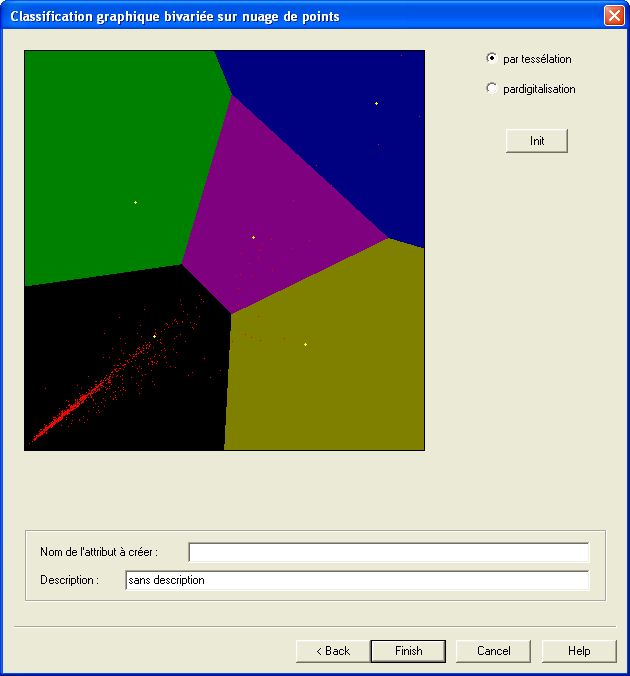 Classification graphique bivariée sur nuage de points
par tessélation
pardigitalisation
Init
Nom de l'attribut à créer :
Description : sans description
< Back Finish Cancel Help